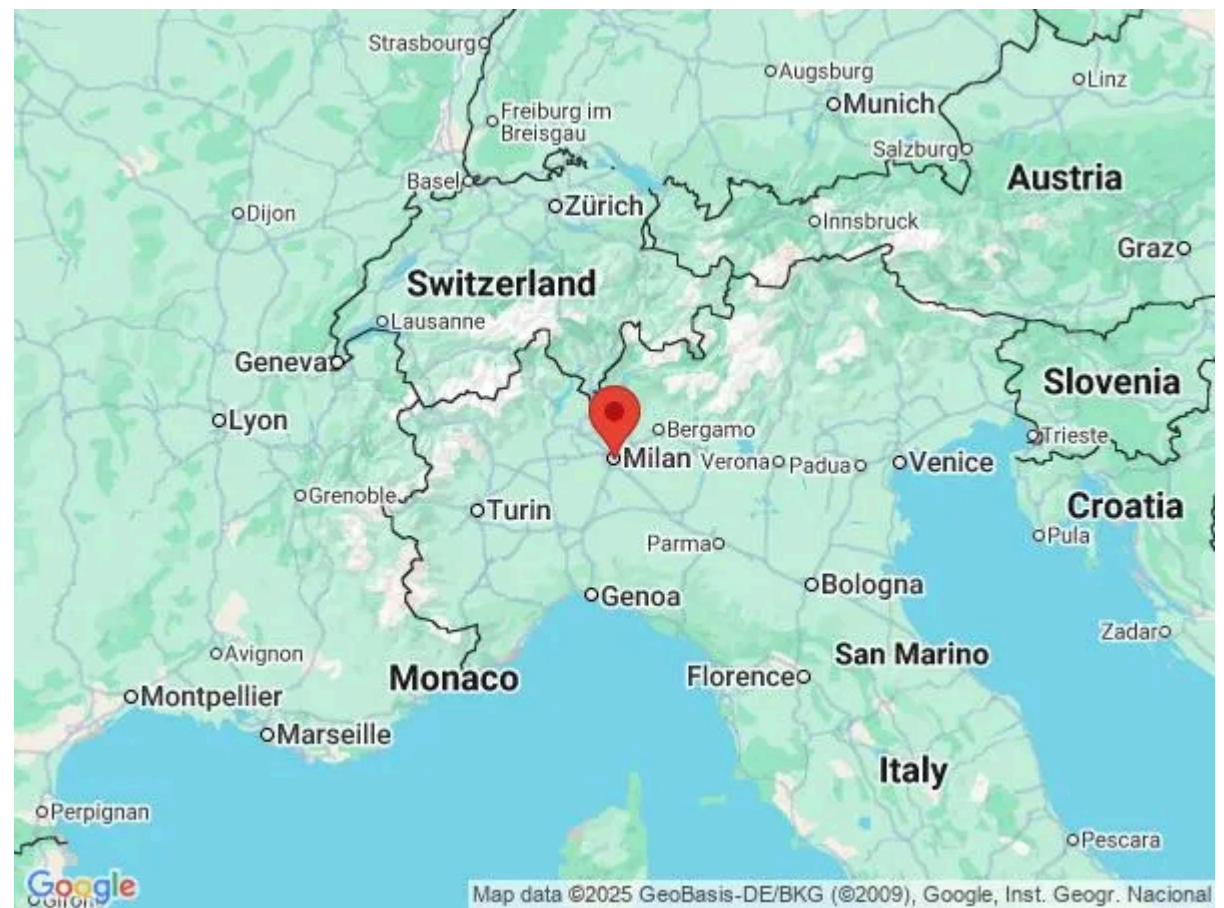 Strasbourg
Augsburg
Linz
Munich
Freiburg im
Breisgau
Salzburg
Austria
Basel
Zürich
Dijon
Innsbruck
Graz
Switzerland
Lausanne
Geneva
Slovenia
Lyon
Bergamo
Trieste
Milan
Verona
Padua
Venice
Grenoble
Turin
Croatia
Pula
Parma
Bologna
Genoa
Zadar
Avignon
San Marino
Monaco
Florence
Montpellier
Marseille
Italy
Perpignan
Pescara
Google
Map data ©2025 GeoBasis-DE/BKG (©2009), Google, Inst. Geogr. Nacional